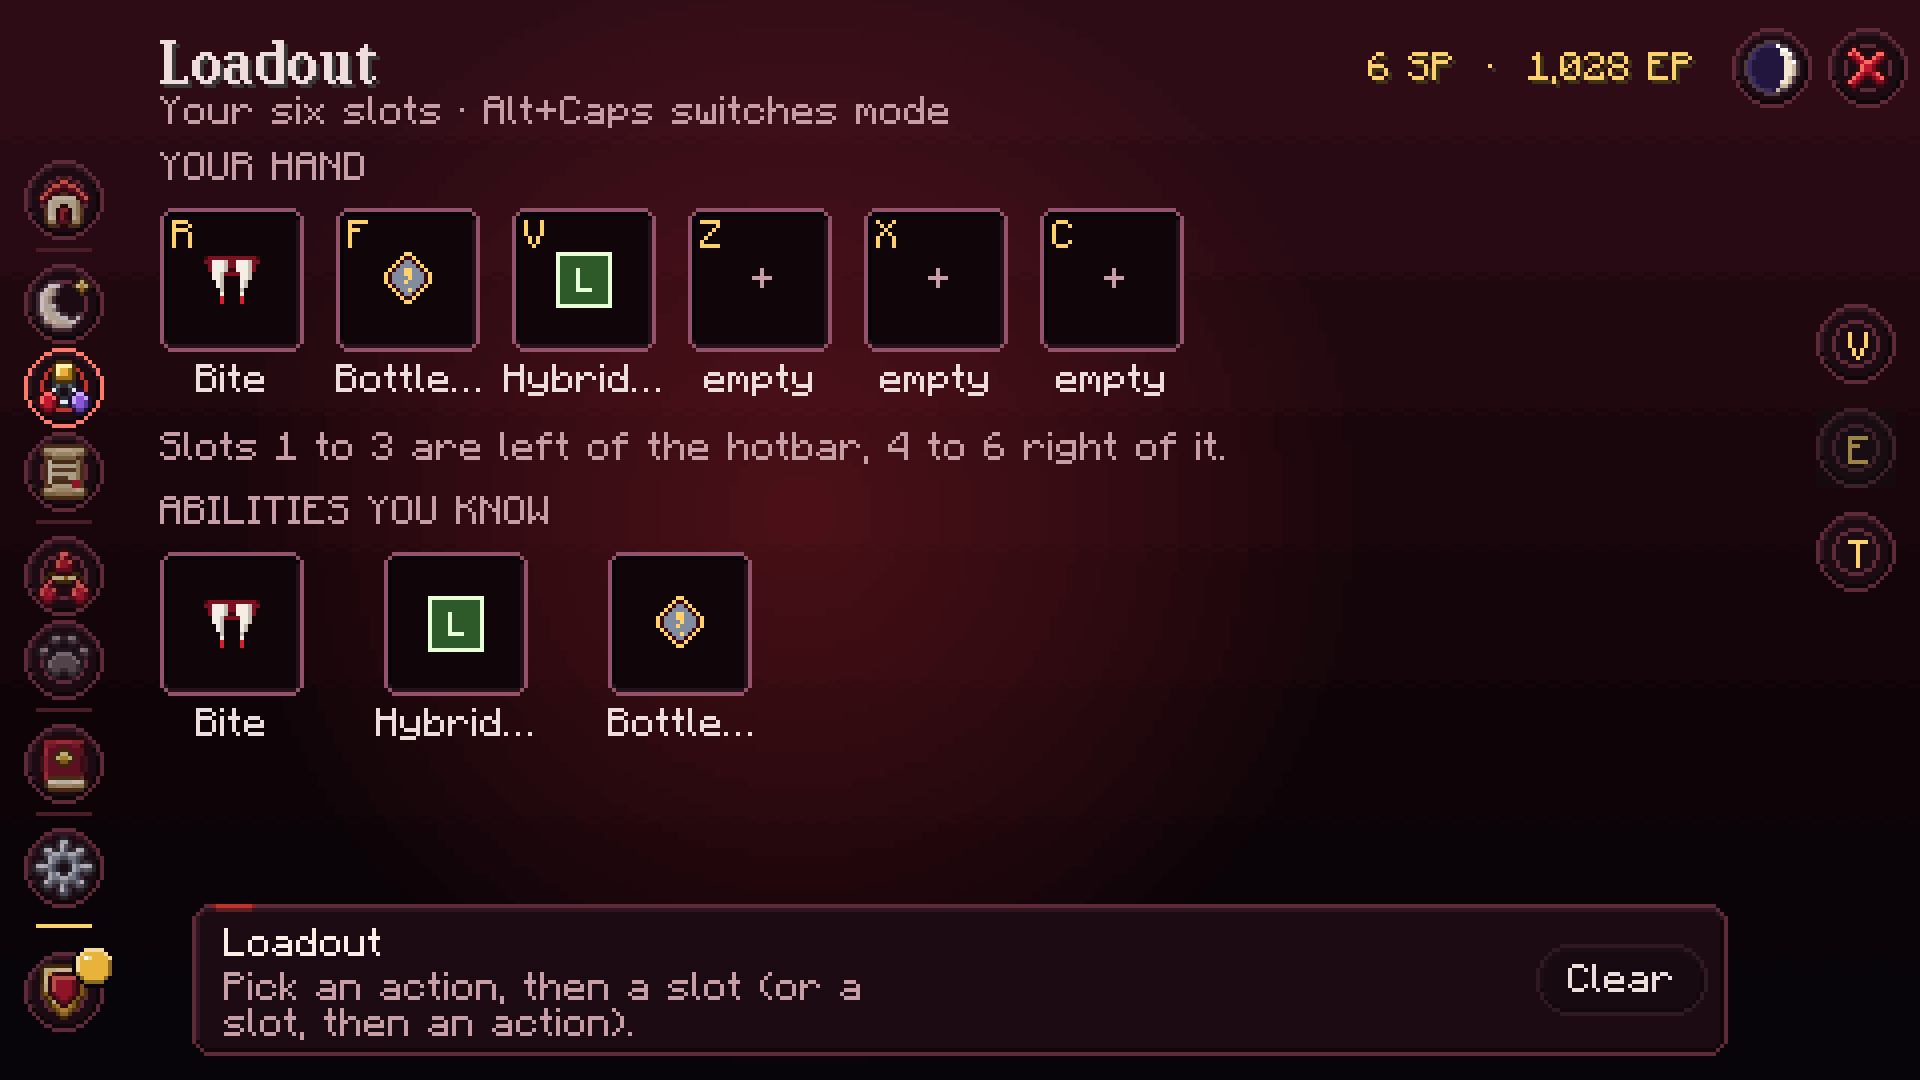 Loadout
6 SP · 1,028 EP
Your six slots · Alt+Caps switches mode
YOUR HAND
R F V Z X C
L
Bite Bottle... Hybrid... empty empty empty
V
Slots 1 to 3 are left of the hotbar, 4 to 6 right of it.
E
ABILITIES YOU KNOW
T
L
Bite Hybrid... Bottle...
Loadout
Pick an action, then a slot (or a
slot, then an action).
Clear